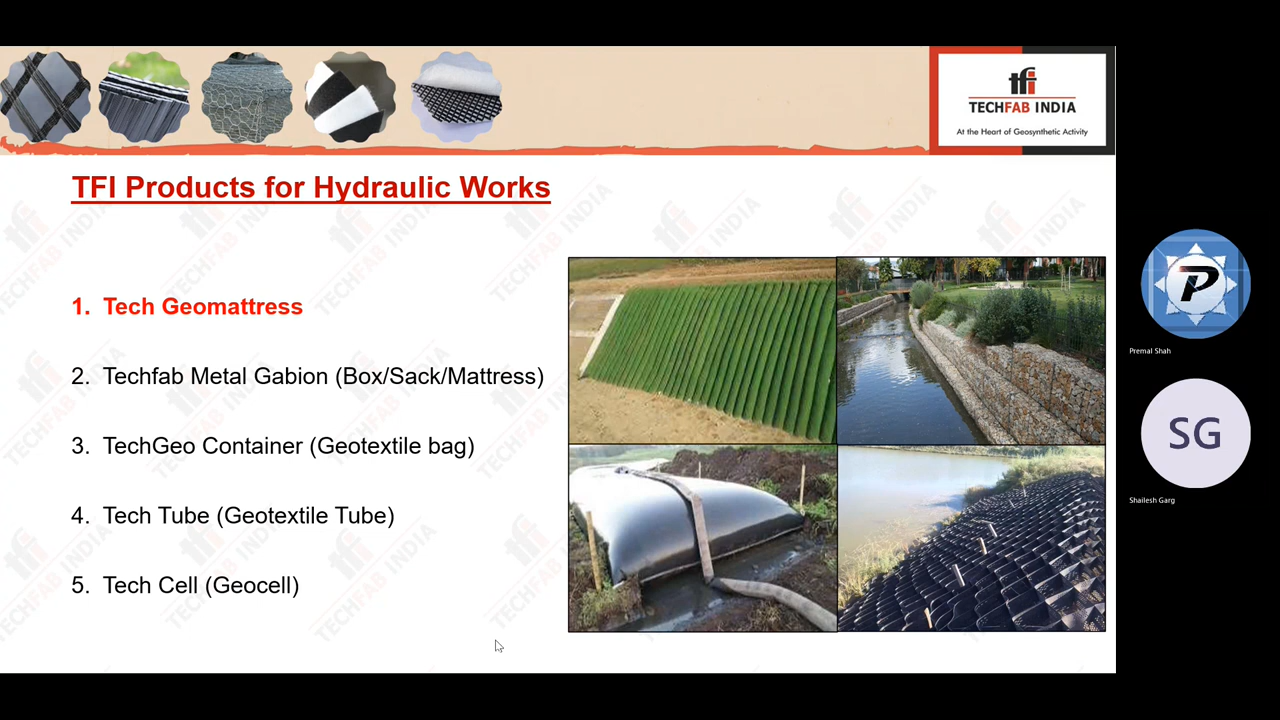 tfi
TECHFAB INDIA
At the Heart of Geosynthetic Activity
TFI Products for Hydraulic Works
1. Tech Geomattress
2. Techfab Metal Gabion (Box/Sack/Mattress)
3. TechGeo Container (Geotextile bag)
4. Tech Tube (Geotextile Tube)
5. Tech Cell (Geocell)
P
Premal Shah
SG
Shailesh Garg